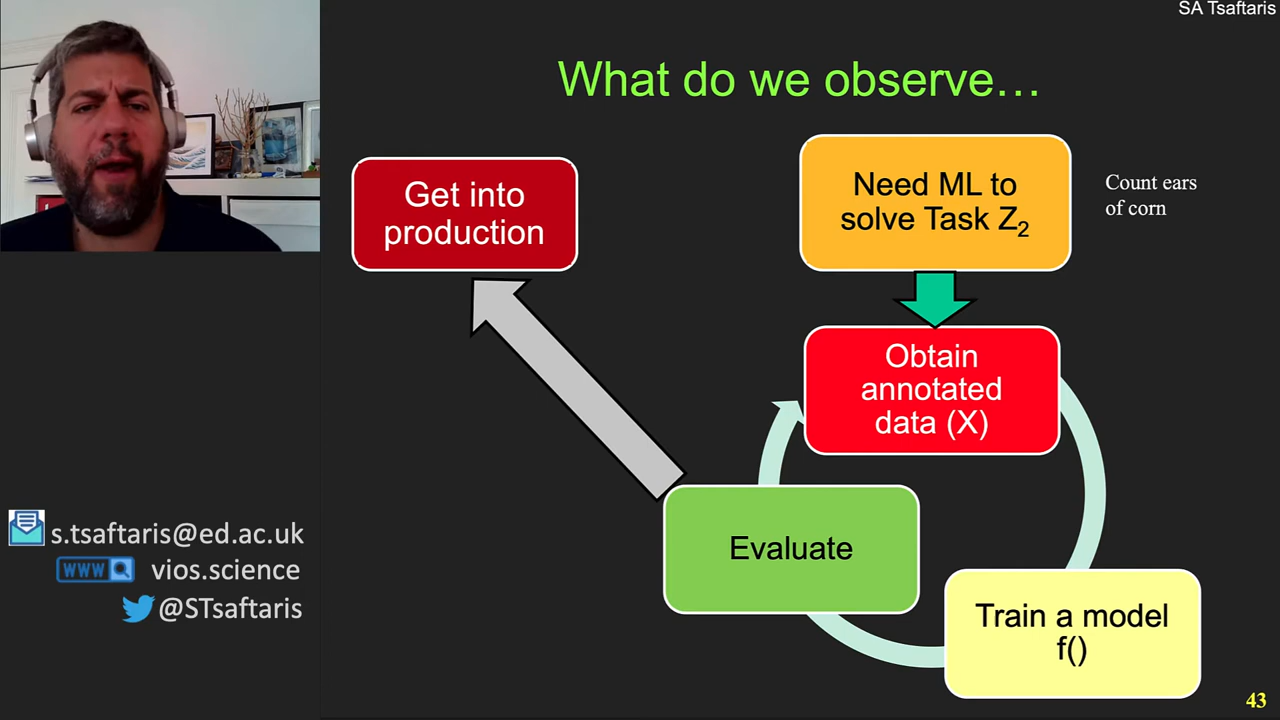 SA Tsaftaris
What do we observe…
Get into
production
Need ML to
solve Task Z₂
Count ears
of corn
Obtain
annotated
data (X)
Evaluate
Train a model
f()
s.tsaftaris@ed.ac.uk
WWW vios.science
@STsaftaris
43